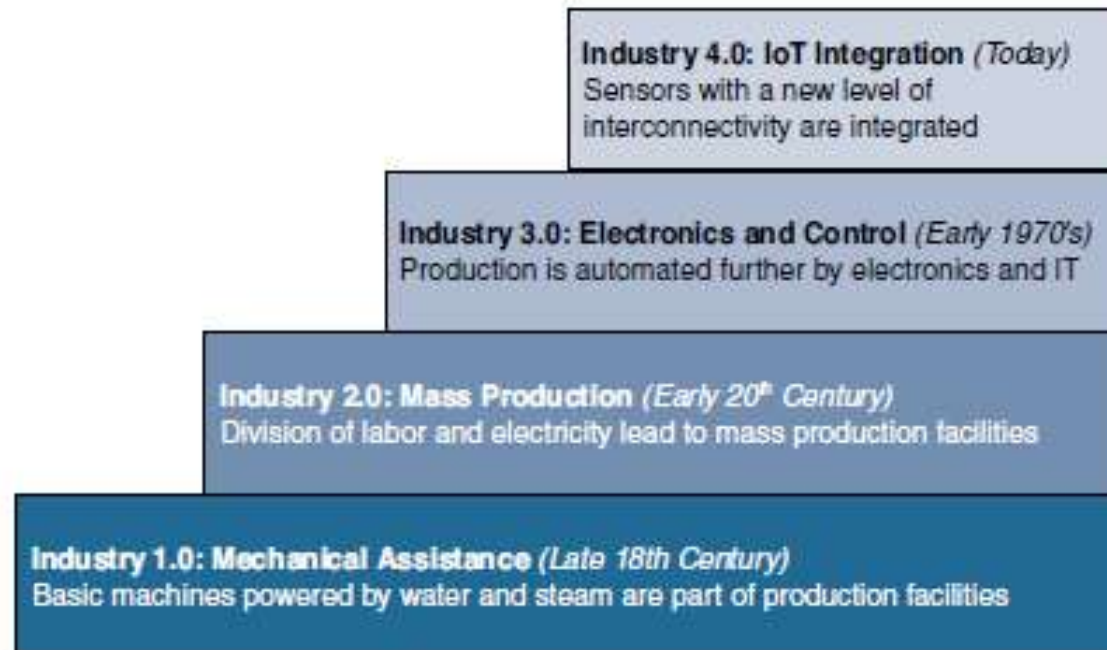 Industry 4.0: IoT Integration (Today)
Sensors with a new level of
interconnectivity are integrated
Industry 3.0: Electronics and Control (Early 1970's)
Production is automated further by electronics and IT
Industry 2.0: Mass Production (Early 20th Century)
Division of labor and electricity lead to mass production facilities
Industry 1.0: Mechanical Assistance (Late 18th Century)
Basic machines powered by water and steam are part of production facilities